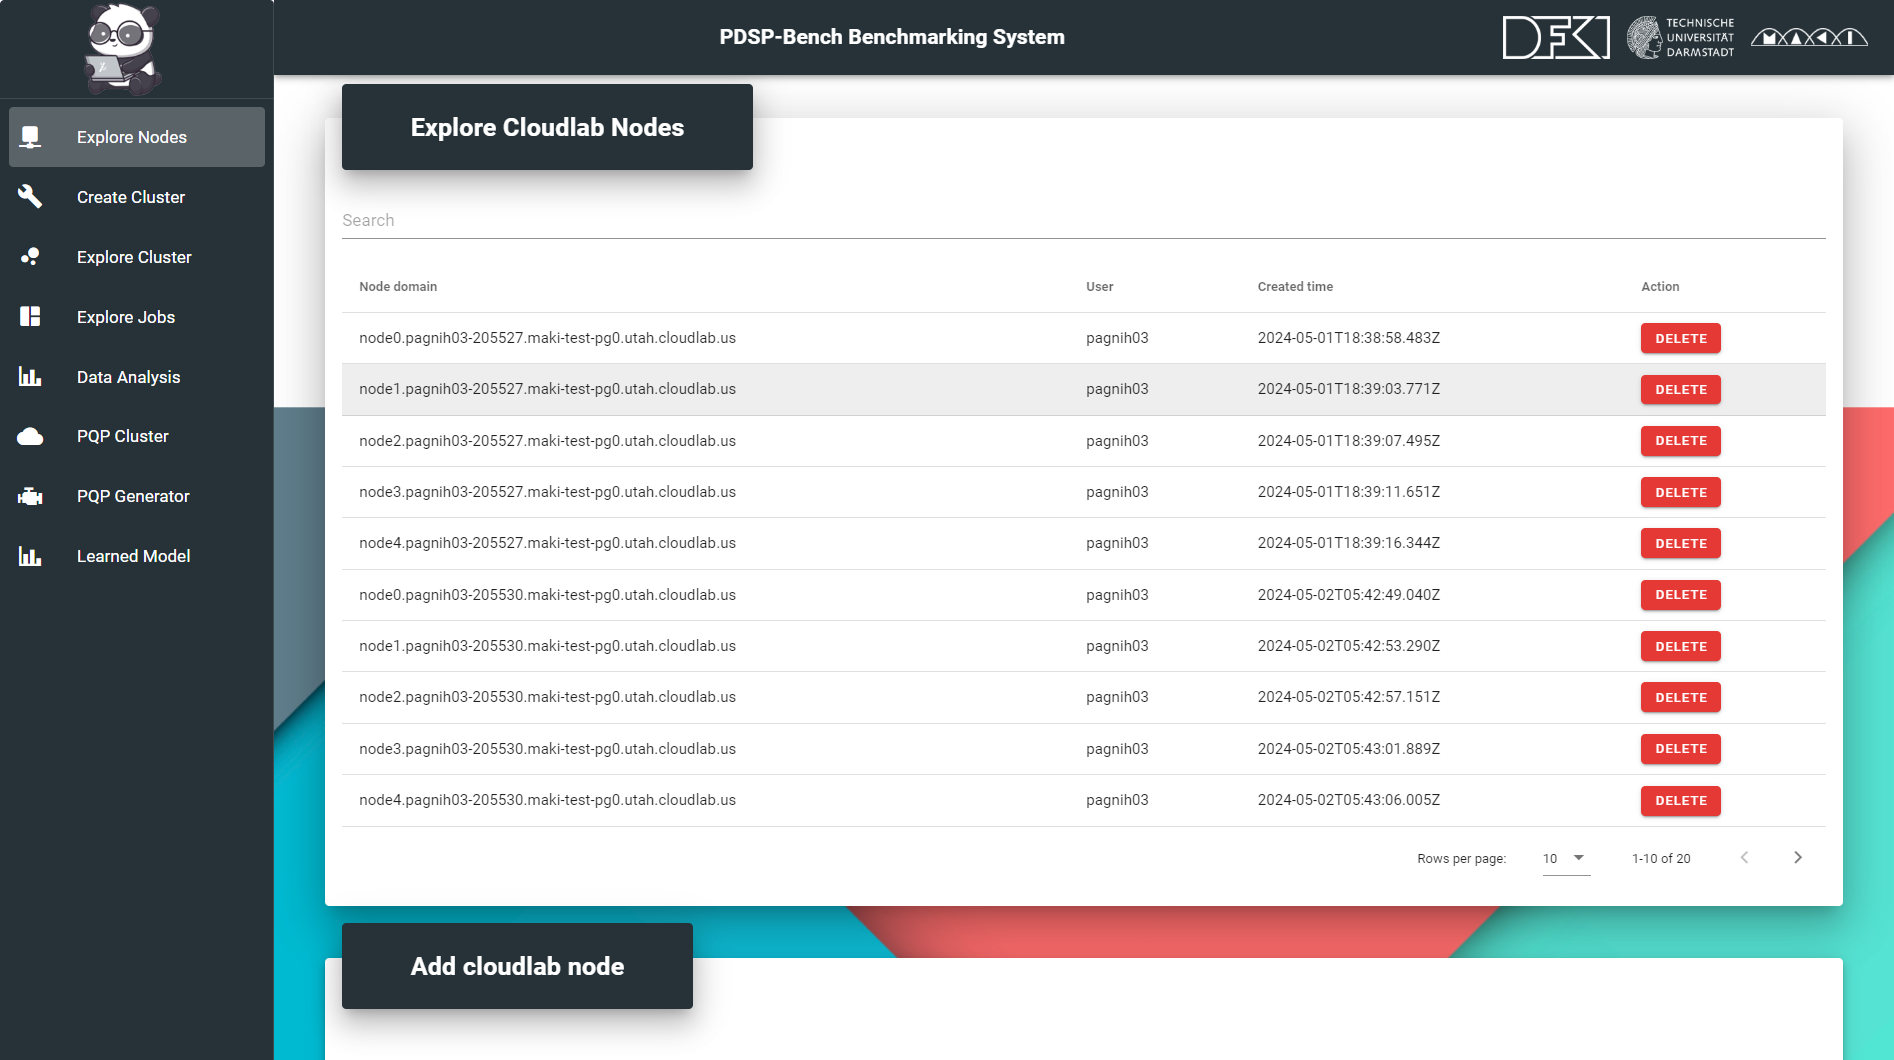 PDSP-Bench Benchmarking System
DFKI
TECHNISCHE
UNIVERSITÄT
DARMSTADT
MAKI
Explore Nodes
Create Cluster
Explore Cluster
Explore Jobs
Data Analysis
PQP Cluster
PQP Generator
Learned Model
Explore Cloudlab Nodes
Search
Node domain User Created time Action
node0.pagnih03-205527.maki-test-pg0.utah.cloudlab.us pagnih03 2024-05-01T18:38:58.483Z DELETE
node1.pagnih03-205527.maki-test-pg0.utah.cloudlab.us pagnih03 2024-05-01T18:39:03.771Z DELETE
node2.pagnih03-205527.maki-test-pg0.utah.cloudlab.us pagnih03 2024-05-01T18:39:07.495Z DELETE
node3.pagnih03-205527.maki-test-pg0.utah.cloudlab.us pagnih03 2024-05-01T18:39:11.651Z DELETE
node4.pagnih03-205527.maki-test-pg0.utah.cloudlab.us pagnih03 2024-05-01T18:39:16.344Z DELETE
node0.pagnih03-205530.maki-test-pg0.utah.cloudlab.us pagnih03 2024-05-02T05:42:49.040Z DELETE
node1.pagnih03-205530.maki-test-pg0.utah.cloudlab.us pagnih03 2024-05-02T05:42:53.290Z DELETE
node2.pagnih03-205530.maki-test-pg0.utah.cloudlab.us pagnih03 2024-05-02T05:42:57.151Z DELETE
node3.pagnih03-205530.maki-test-pg0.utah.cloudlab.us pagnih03 2024-05-02T05:43:01.889Z DELETE
node4.pagnih03-205530.maki-test-pg0.utah.cloudlab.us pagnih03 2024-05-02T05:43:06.005Z DELETE
Rows per page: 10 1-10 of 20
Add cloudlab node